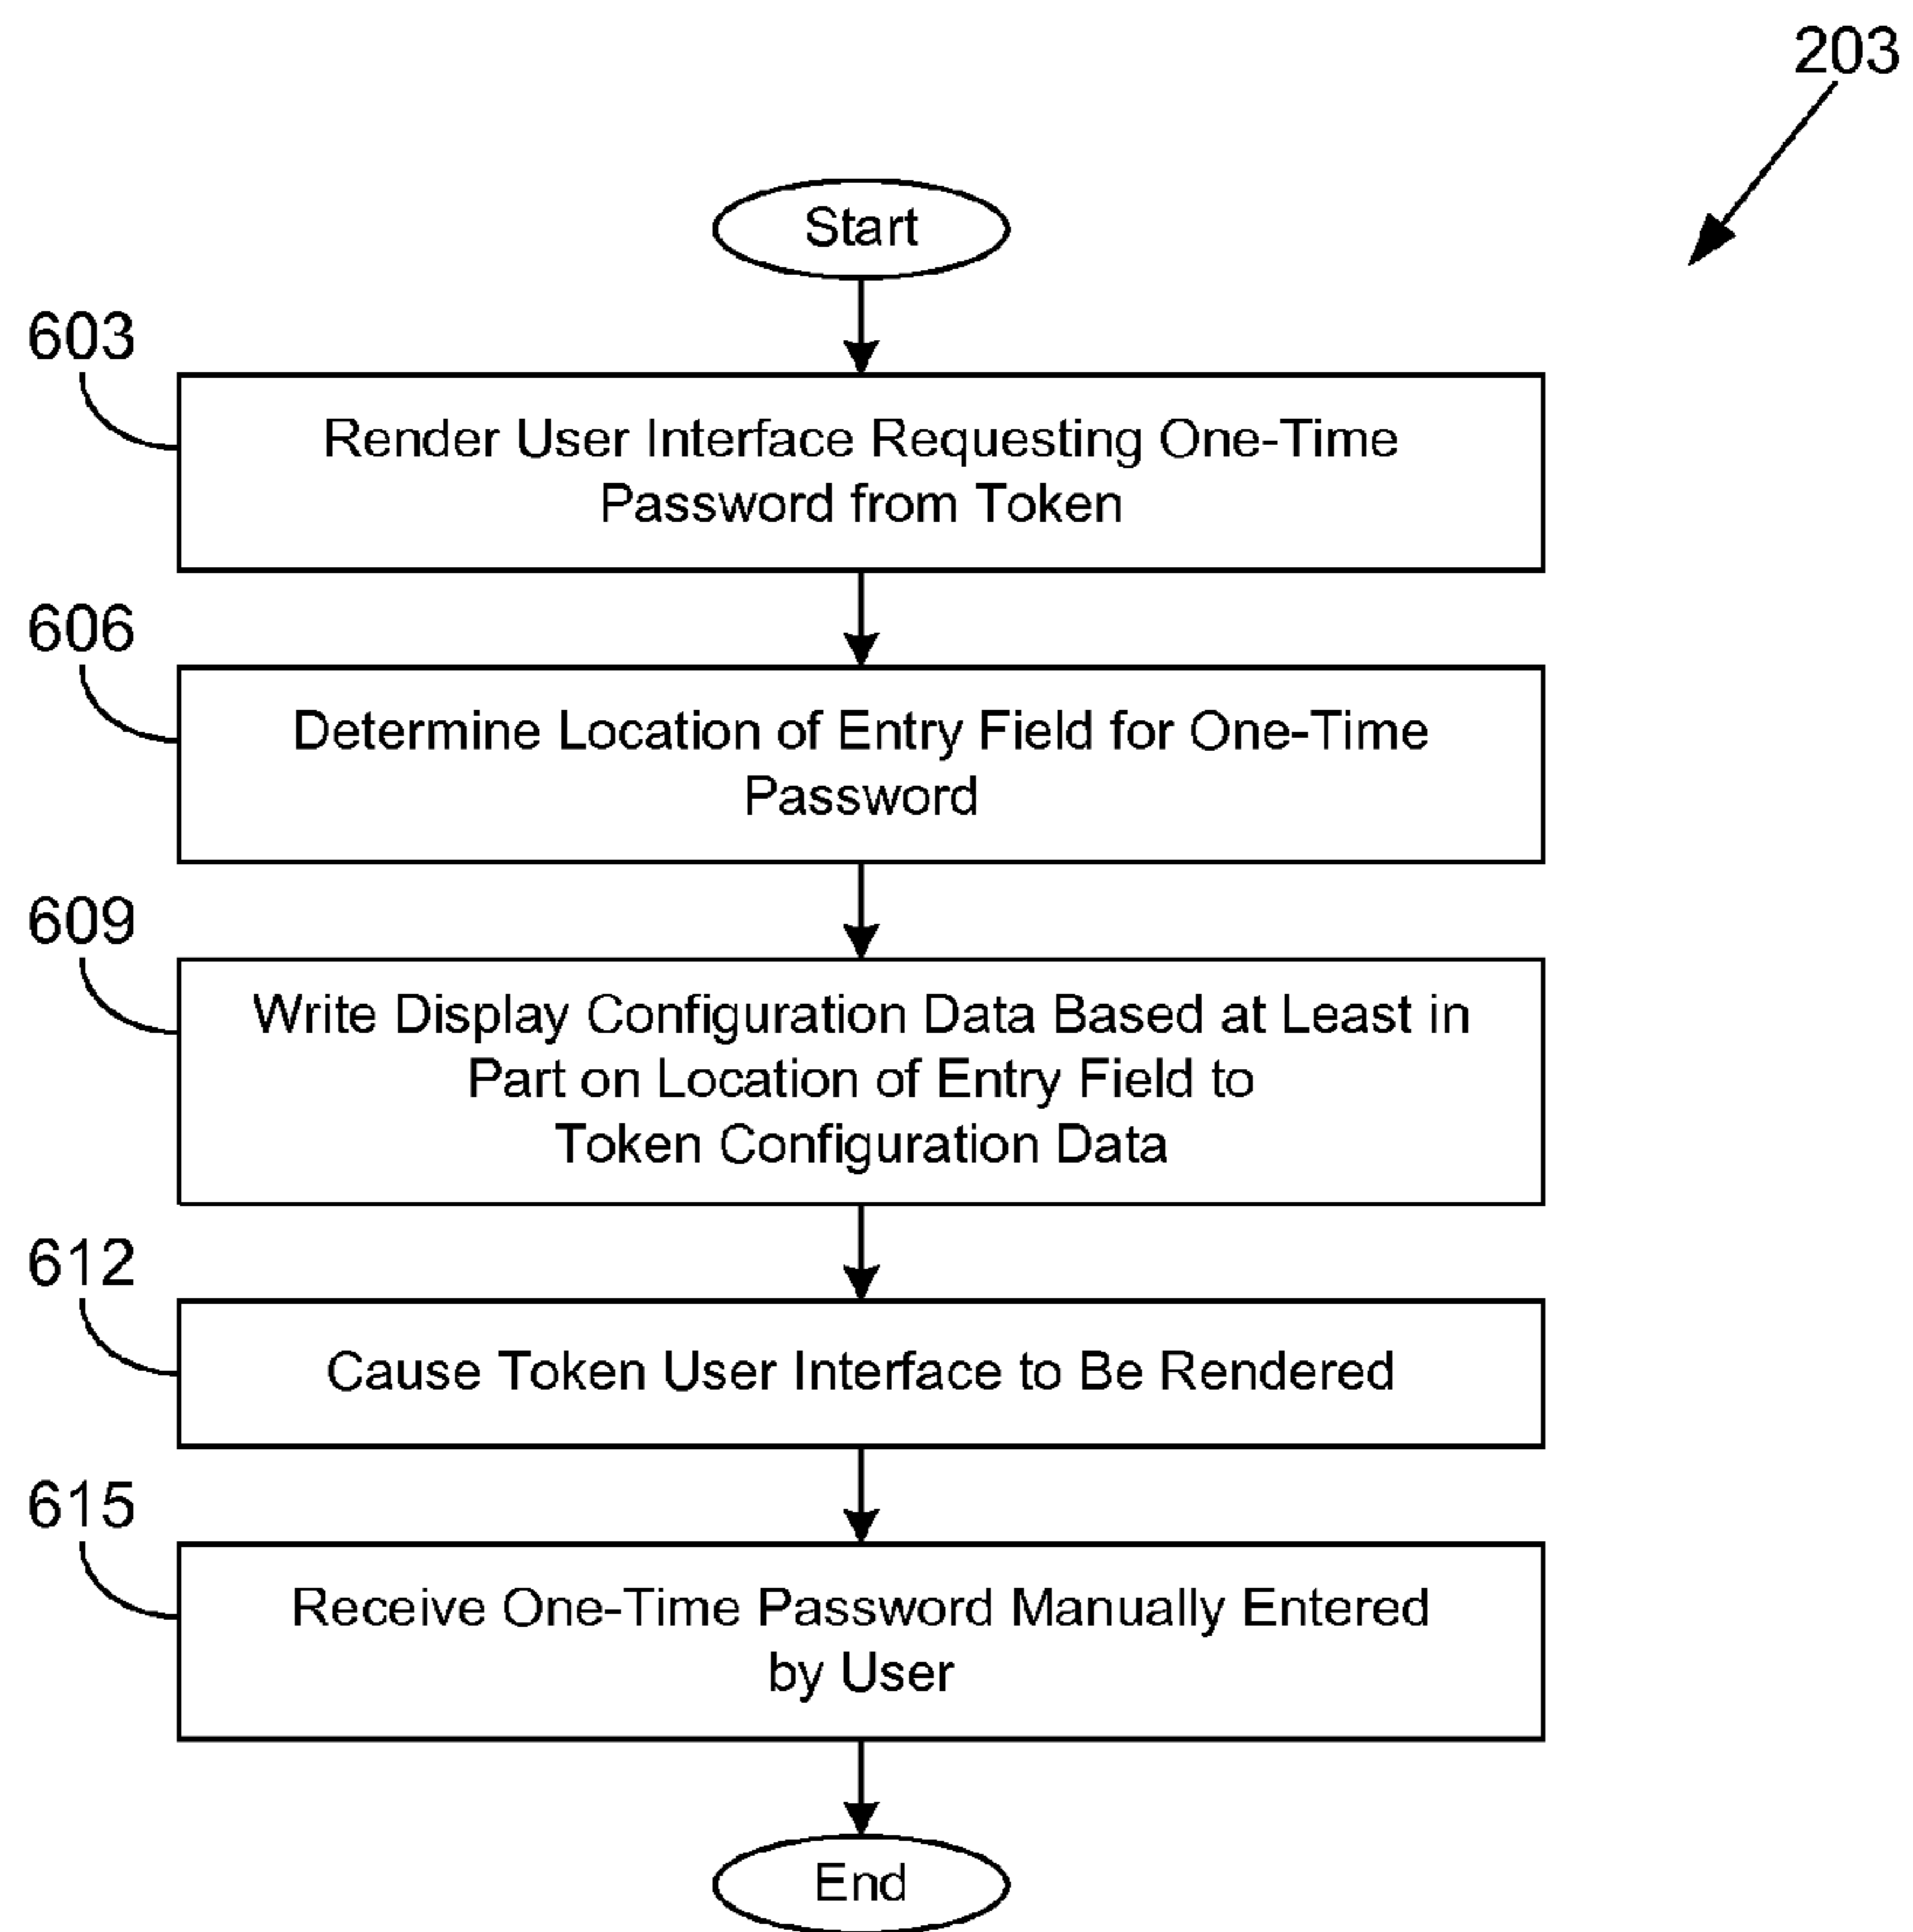 203
Start
603
Render User Interface Requesting One-Time
Password from Token
606
Determine Location of Entry Field for One-Time
Password
609
Write Display Configuration Data Based at Least in
Part on Location of Entry Field to
Token Configuration Data
612
Cause Token User Interface to Be Rendered
615
Receive One-Time Password Manually Entered
by User
End